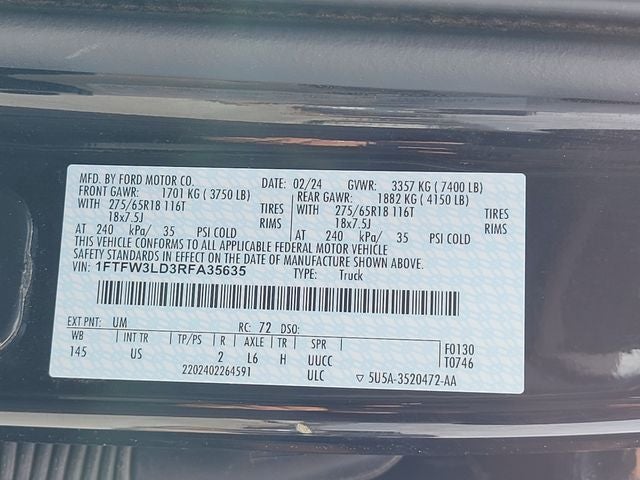 MFD. BY FORD MOTOR CO. DATE: 02/24 GVWR: 3357 KG ( 7400 LB)
FRONT GAWR: 1701 KG ( 3750 LB) REAR GAWR: 1882 KG ( 4150 LB)
WITH 275/65R18 116T TIRES WITH 275/65R18 116T TIRES
18x7.5J RIMS 18x7.5J RIMS
AT 240 kPa/ 35 PSI COLD AT 240 kPa/ 35 PSI COLD
THIS VEHICLE CONFORMS TO ALL APPLICABLE FEDERAL MOTOR VEHICLE
SAFETY STANDARDS IN EFFECT ON THE DATE OF MANUFACTURE SHOWN ABOVE.
VIN: 1FTFW3LD3RFA35635 TYPE: Truck
EXT PNT: UM RC: 72 DSO:
WB INT TR TP/PS R AXLE TR SPR F0130
145 US 2 L6 H UUCC T0746
2202402264591 ULC ▽ 5U5A-3520472-AA